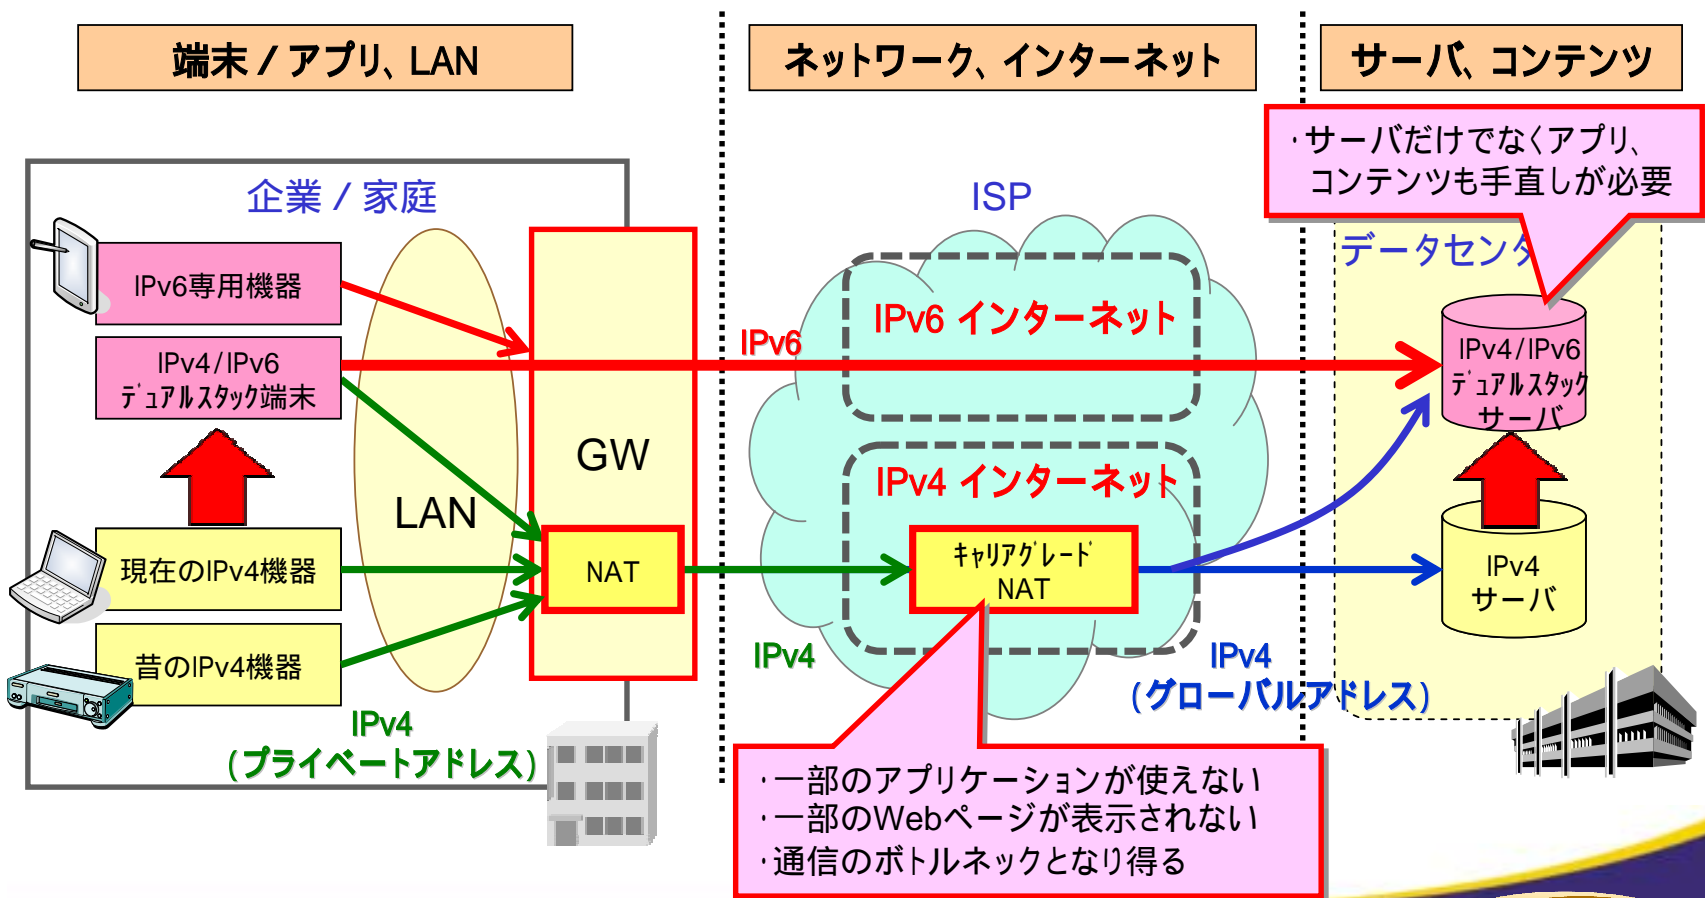 端末／アプリ、LAN
ネットワーク、インターネット
サーバ、コンテンツ
・サーバだけでなくアプリ、
コンテンツも手直しが必要
企業／家庭
ISP
データセンタ
IPv6専用機器
IPv4/IPv6
ﾃﾞｭｱﾙｽﾀｯｸ端末
現在のIPv4機器
昔のIPv4機器
LAN
GW
NAT
IPv6
IPv6 インターネット
IPv4 インターネット
ｷｬﾘｱｸﾞﾚｰﾄﾞ
NAT
IPv4/IPv6
ﾃﾞｭｱﾙｽﾀｯｸ
サーバ
IPv4
サーバ
IPv4
（プライベートアドレス）
IPv4
IPv4
（グローバルアドレス）
・一部のアプリケーションが使えない
・一部のWebページが表示されない
・通信のボトルネックとなり得る